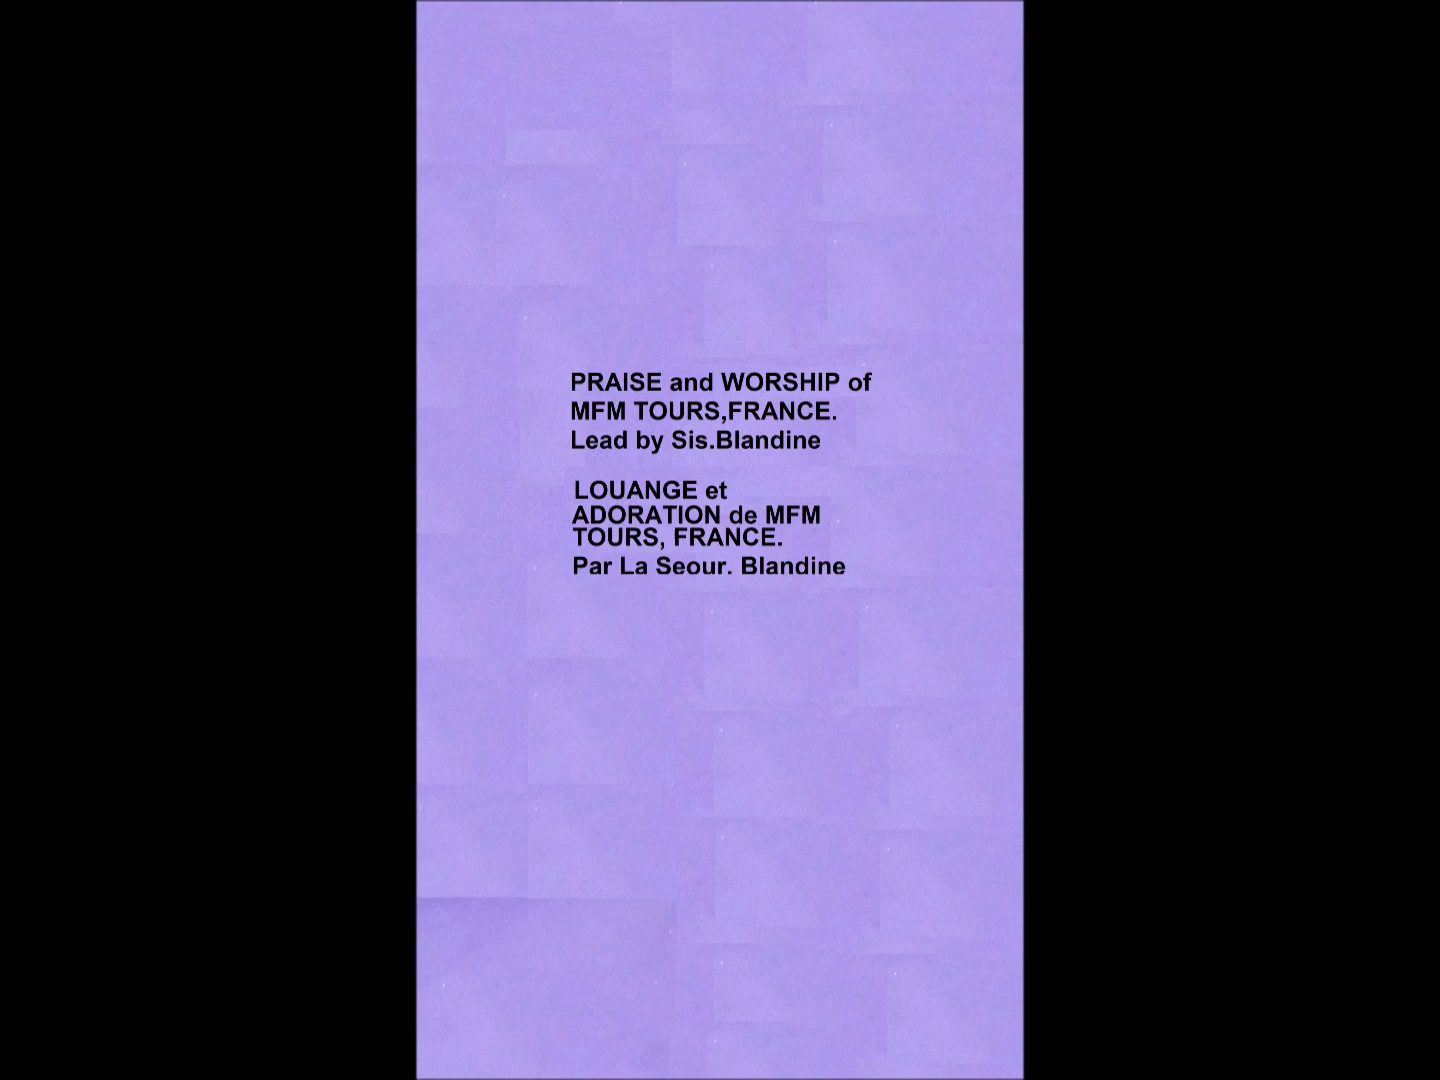 PRAISE and WORSHIP of
MFM TOURS,FRANCE.
Lead by Sis.Blandine
LOUANGE et
ADORATION de MFM
TOURS, FRANCE.
Par La Seour. Blandine